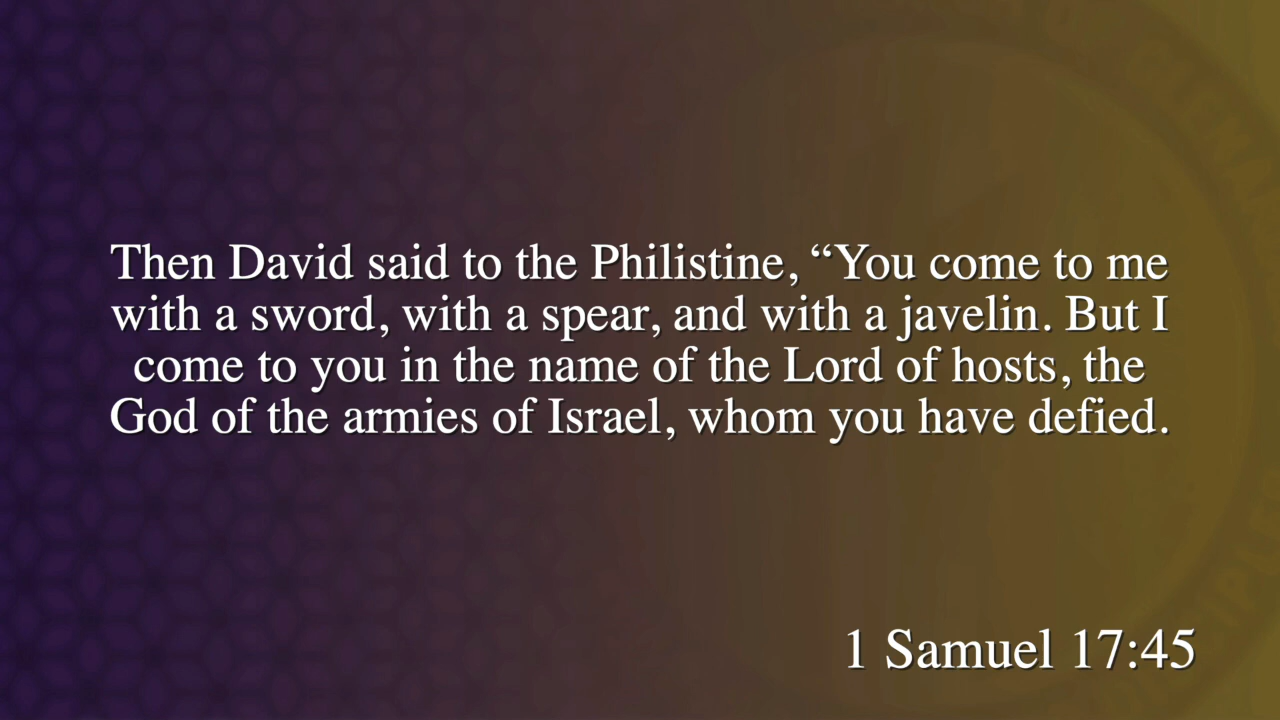 Then David said to the Philistine, “You come to me
with a sword, with a spear, and with a javelin. But I
come to you in the name of the Lord of hosts, the
God of the armies of Israel, whom you have defied.
1 Samuel 17:45